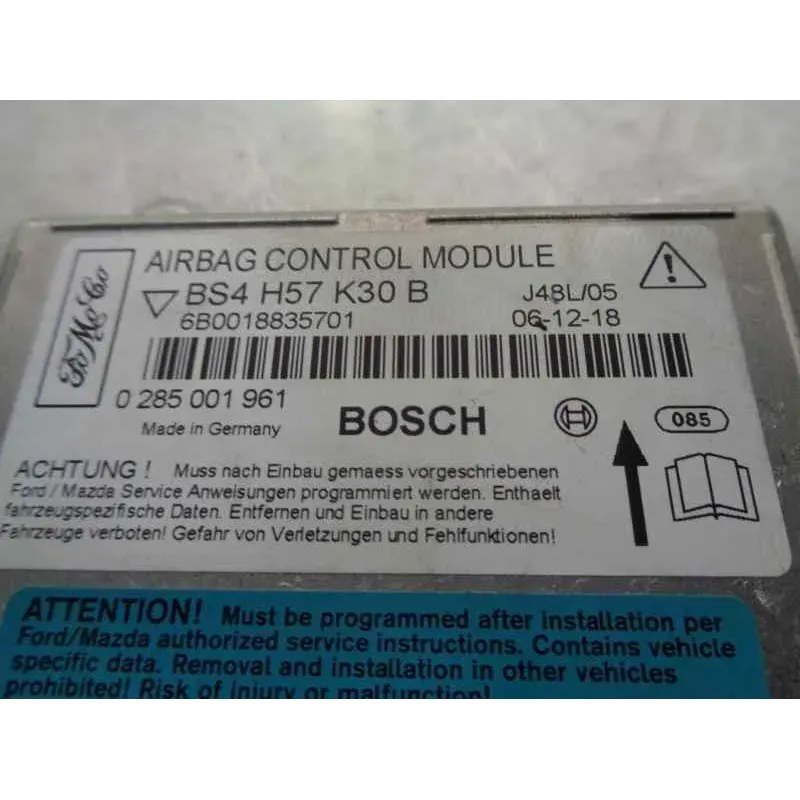 FoMoCo
AIRBAG CONTROL MODULE
BS4 H57 K30 B
J48L/05
6B0018835701
06-12-18
0 285 001 961
BOSCH
085
Made in Germany
ACHTUNG ! Muss nach Einbau gemaess vorgeschriebenen
Ford / Mazda Service Anweisungen programmiert werden. Enthaelt
fahrzeugspezifische Daten. Entfernen und Einbau in andere
Fahrzeuge verboten! Gefahr von Verletzungen und Fehlfunktionen!
ATTENTION! Must be programmed after installation per
Ford/Mazda authorized service instructions. Contains vehicle
specific data. Removal and installation in other vehicles
prohibited! Risk of injury or malfunction!